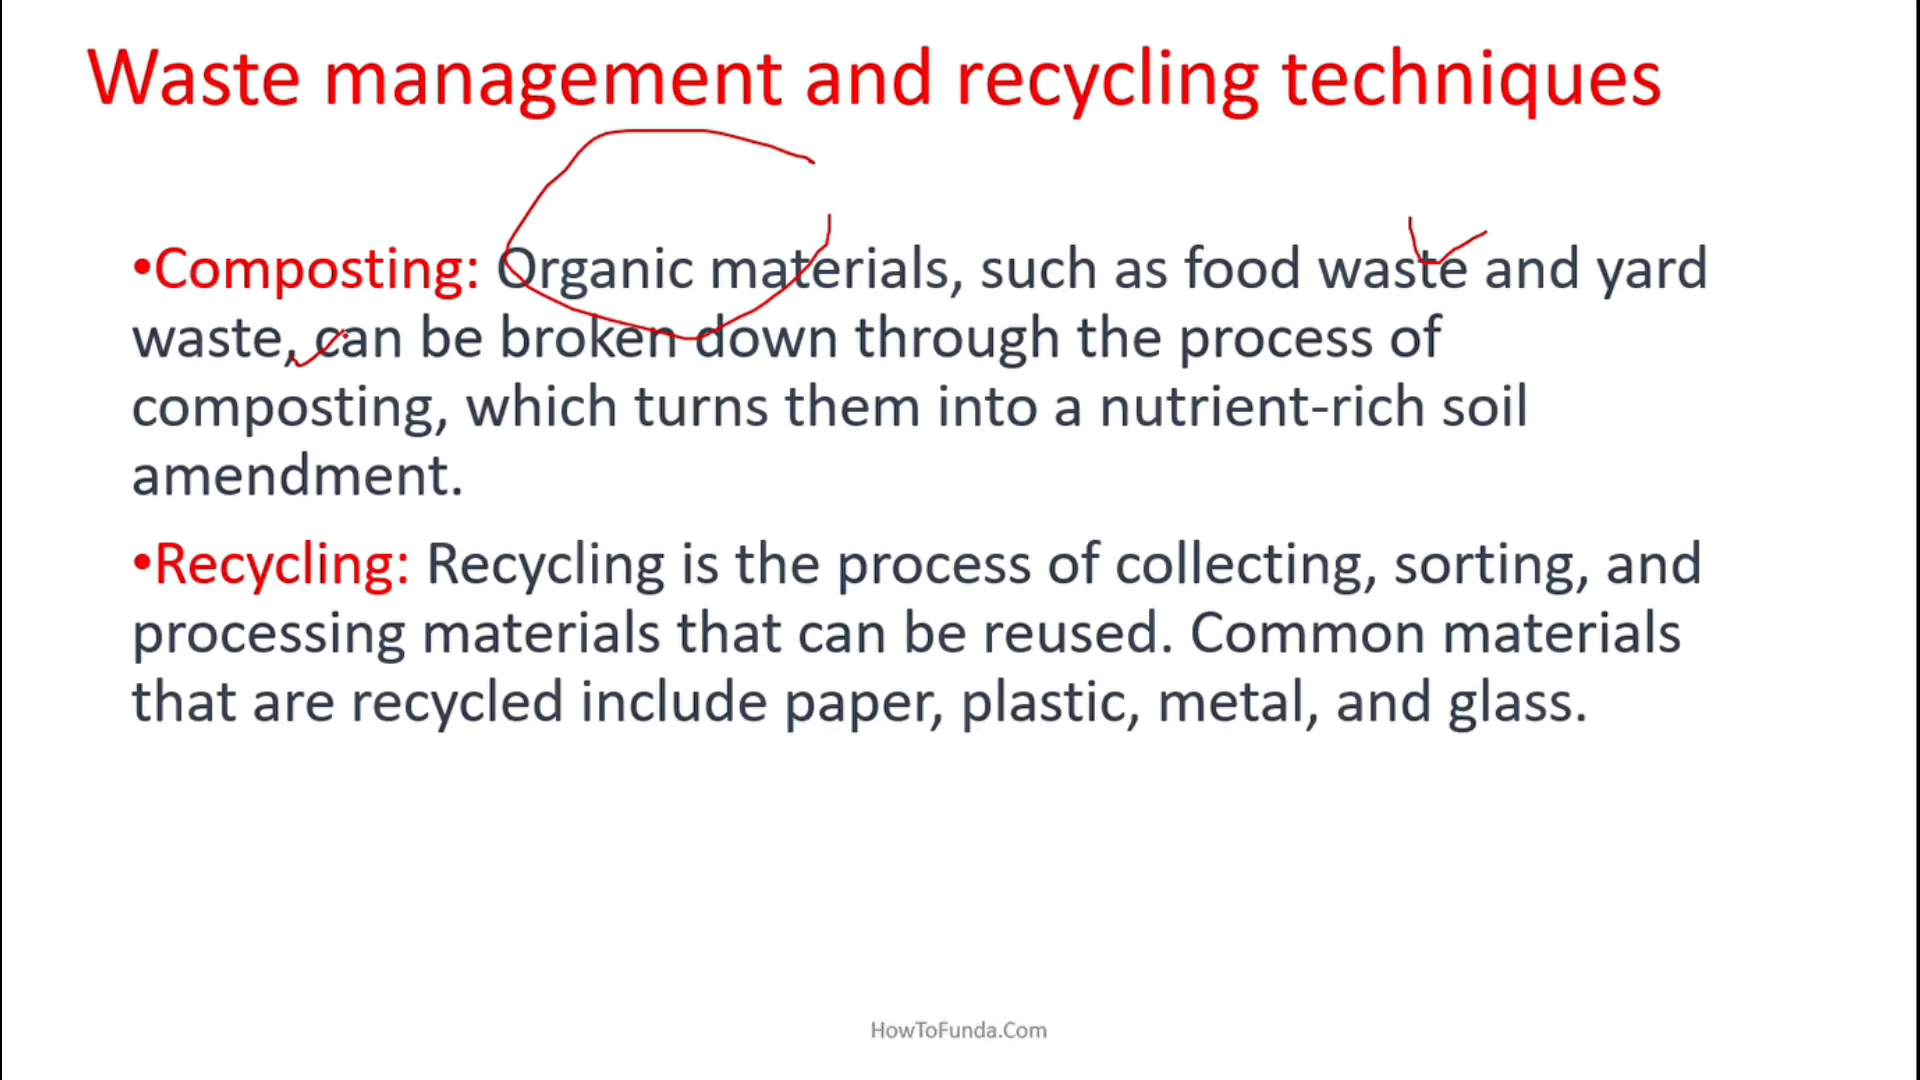 Waste management and recycling techniques
•Composting: Organic materials, such as food waste and yard
waste, can be broken down through the process of
composting, which turns them into a nutrient-rich soil
amendment.
•Recycling: Recycling is the process of collecting, sorting, and
processing materials that can be reused. Common materials
that are recycled include paper, plastic, metal, and glass.
HowToFunda.Com